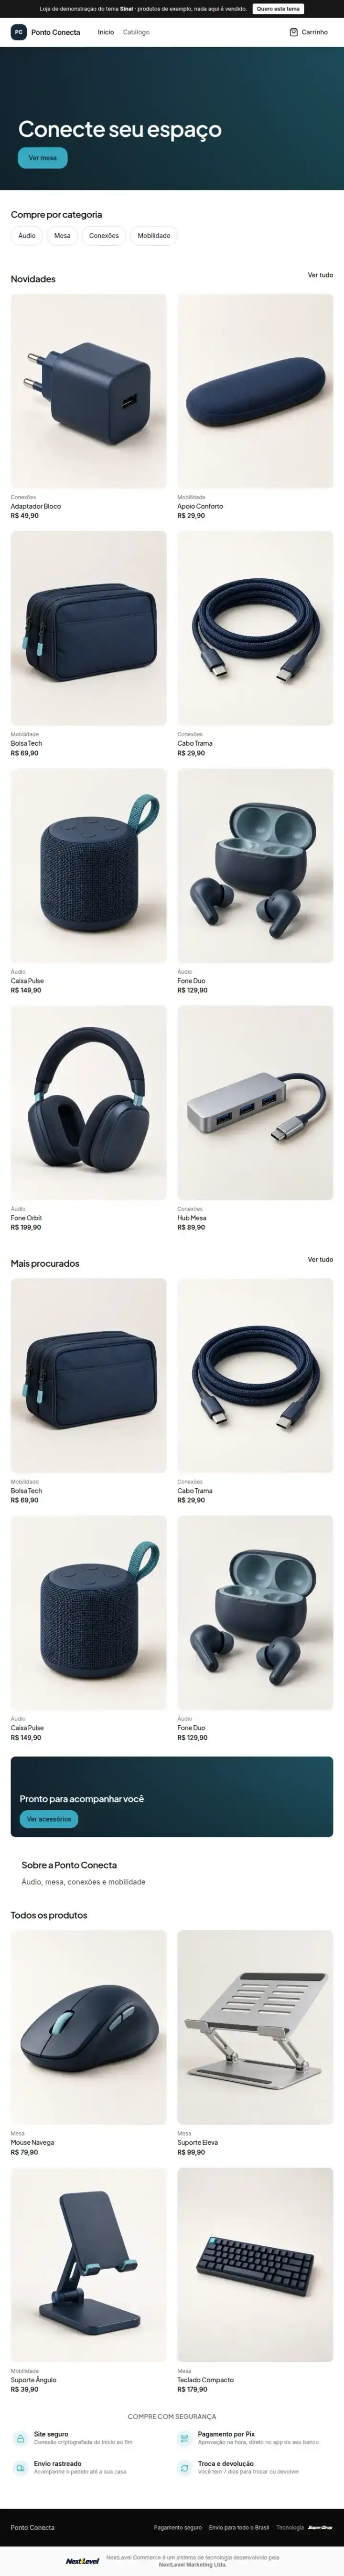 Loja de demonstração do tema Sinal · produtos de exemplo, nada aqui é vendido. Quero este tema
PC Ponto Conecta Início Catálogo Carrinho
Conecte seu espaço
Ver mesa
Compre por categoria
Áudio Mesa Conexões Mobilidade
Novidades Ver tudo
Conexões
Adaptador Bloco
R$ 49,90
Mobilidade
Apoio Conforto
R$ 29,90
Mobilidade
Bolsa Tech
R$ 69,90
Conexões
Cabo Trama
R$ 29,90
Áudio
Caixa Pulse
R$ 149,90
Áudio
Fone Duo
R$ 129,90
Áudio
Fone Orbit
R$ 199,90
Conexões
Hub Mesa
R$ 89,90
Mais procurados Ver tudo
Mobilidade
Bolsa Tech
R$ 69,90
Conexões
Cabo Trama
R$ 29,90
Áudio
Caixa Pulse
R$ 149,90
Áudio
Fone Duo
R$ 129,90
Pronto para acompanhar você
Ver acessórios
Sobre a Ponto Conecta
Áudio, mesa, conexões e mobilidade
Todos os produtos
Mesa
Mouse Navega
R$ 79,90
Mesa
Suporte Eleva
R$ 99,90
Mobilidade
Suporte Ângulo
R$ 39,90
Mesa
Teclado Compacto
R$ 179,90
COMPRE COM SEGURANÇA
Site seguro
Conexão criptografada do início ao fim
Pagamento por Pix
Aprovação na hora, direto no app do seu banco
Envio rastreado
Acompanhe o pedido até a sua casa
Troca e devolução
Você tem 7 dias para trocar ou devolver
Ponto Conecta Pagamento seguro Envio para todo o Brasil Tecnologia SuperDrop
NextLevel NextLevel Commerce é um sistema de tecnologia desenvolvido pela
NextLevel Marketing Ltda.